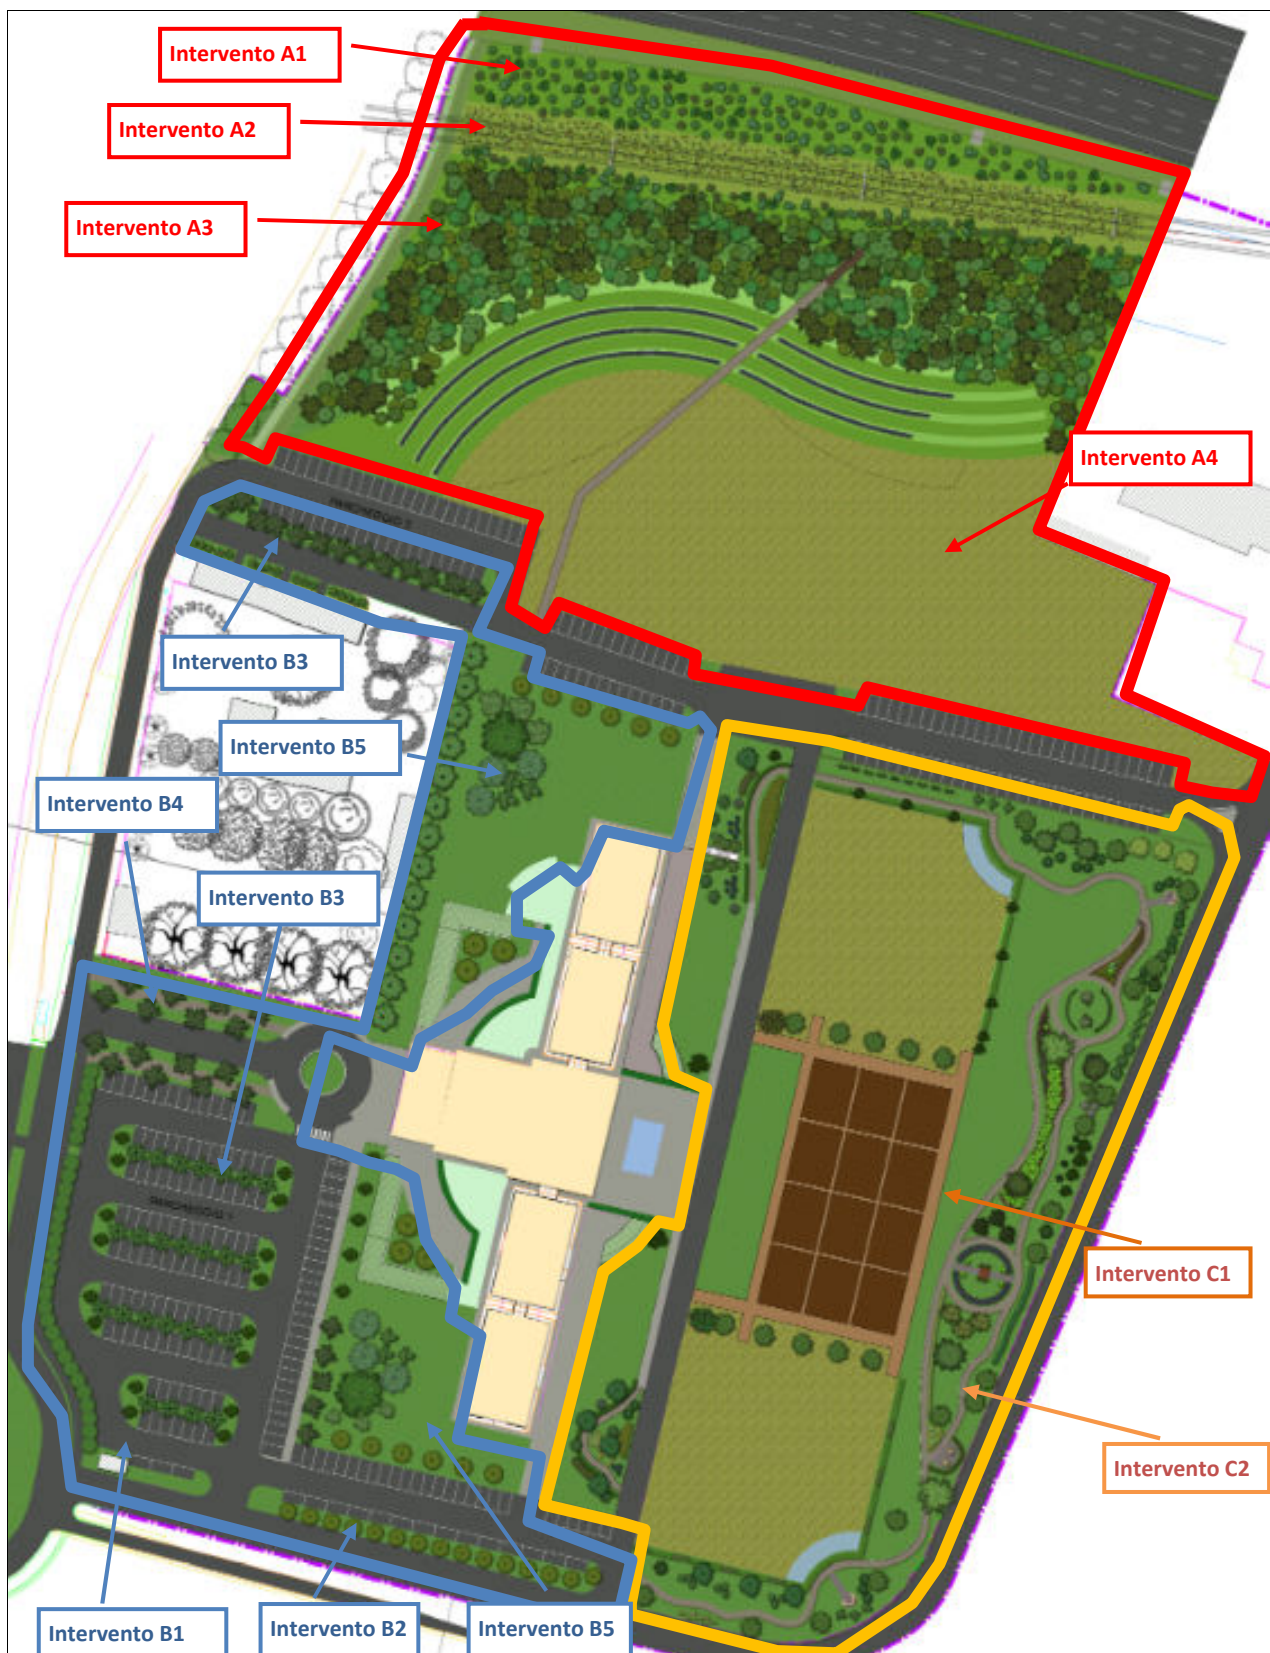 Intervento A1
Intervento A2
Intervento A3
Intervento A4
Intervento B3
Intervento B5
Intervento B4
Intervento B3
Intervento C1
Intervento C2
Intervento B1
Intervento B2
Intervento B5